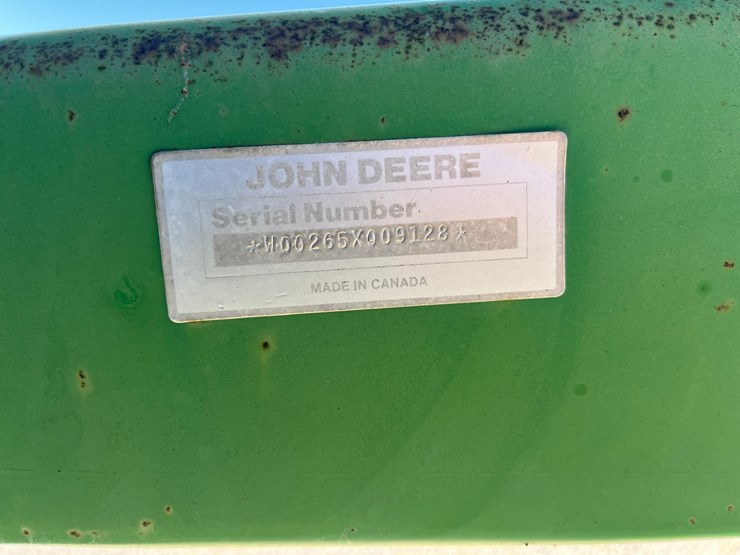 JOHN DEERE
Serial Number
*W00265X009128*
MADE IN CANADA